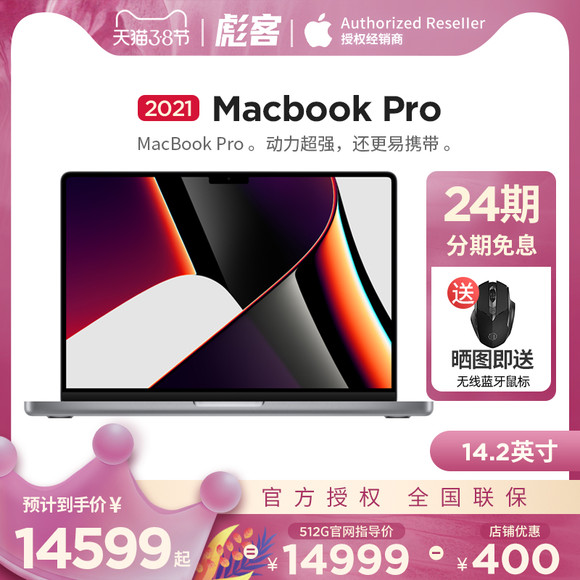 天猫3.8节
彪客
Authorized Reseller
授权经销商
2021 Macbook Pro
MacBook Pro 。动力超强，还更易携带 。
24期
分期免息
送
晒图即送
无线蓝牙鼠标
14.2英寸
官方授权 全国联保
预计到手价¥
14599起
512G官网指导价
¥14999
店铺优惠
¥400